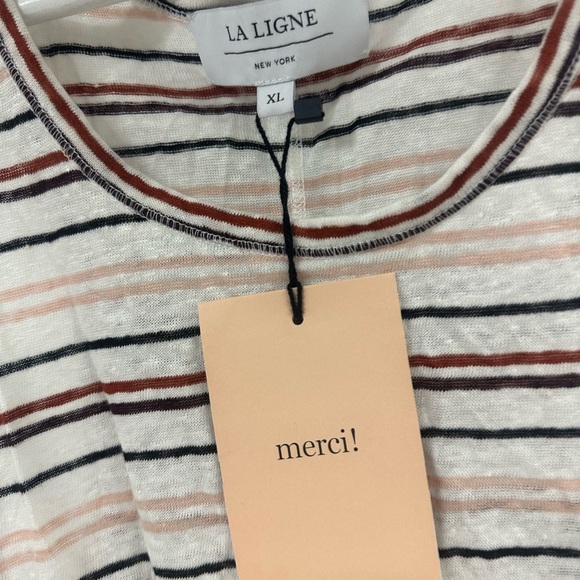 LA LIGNE
NEW YORK
XL
merci!